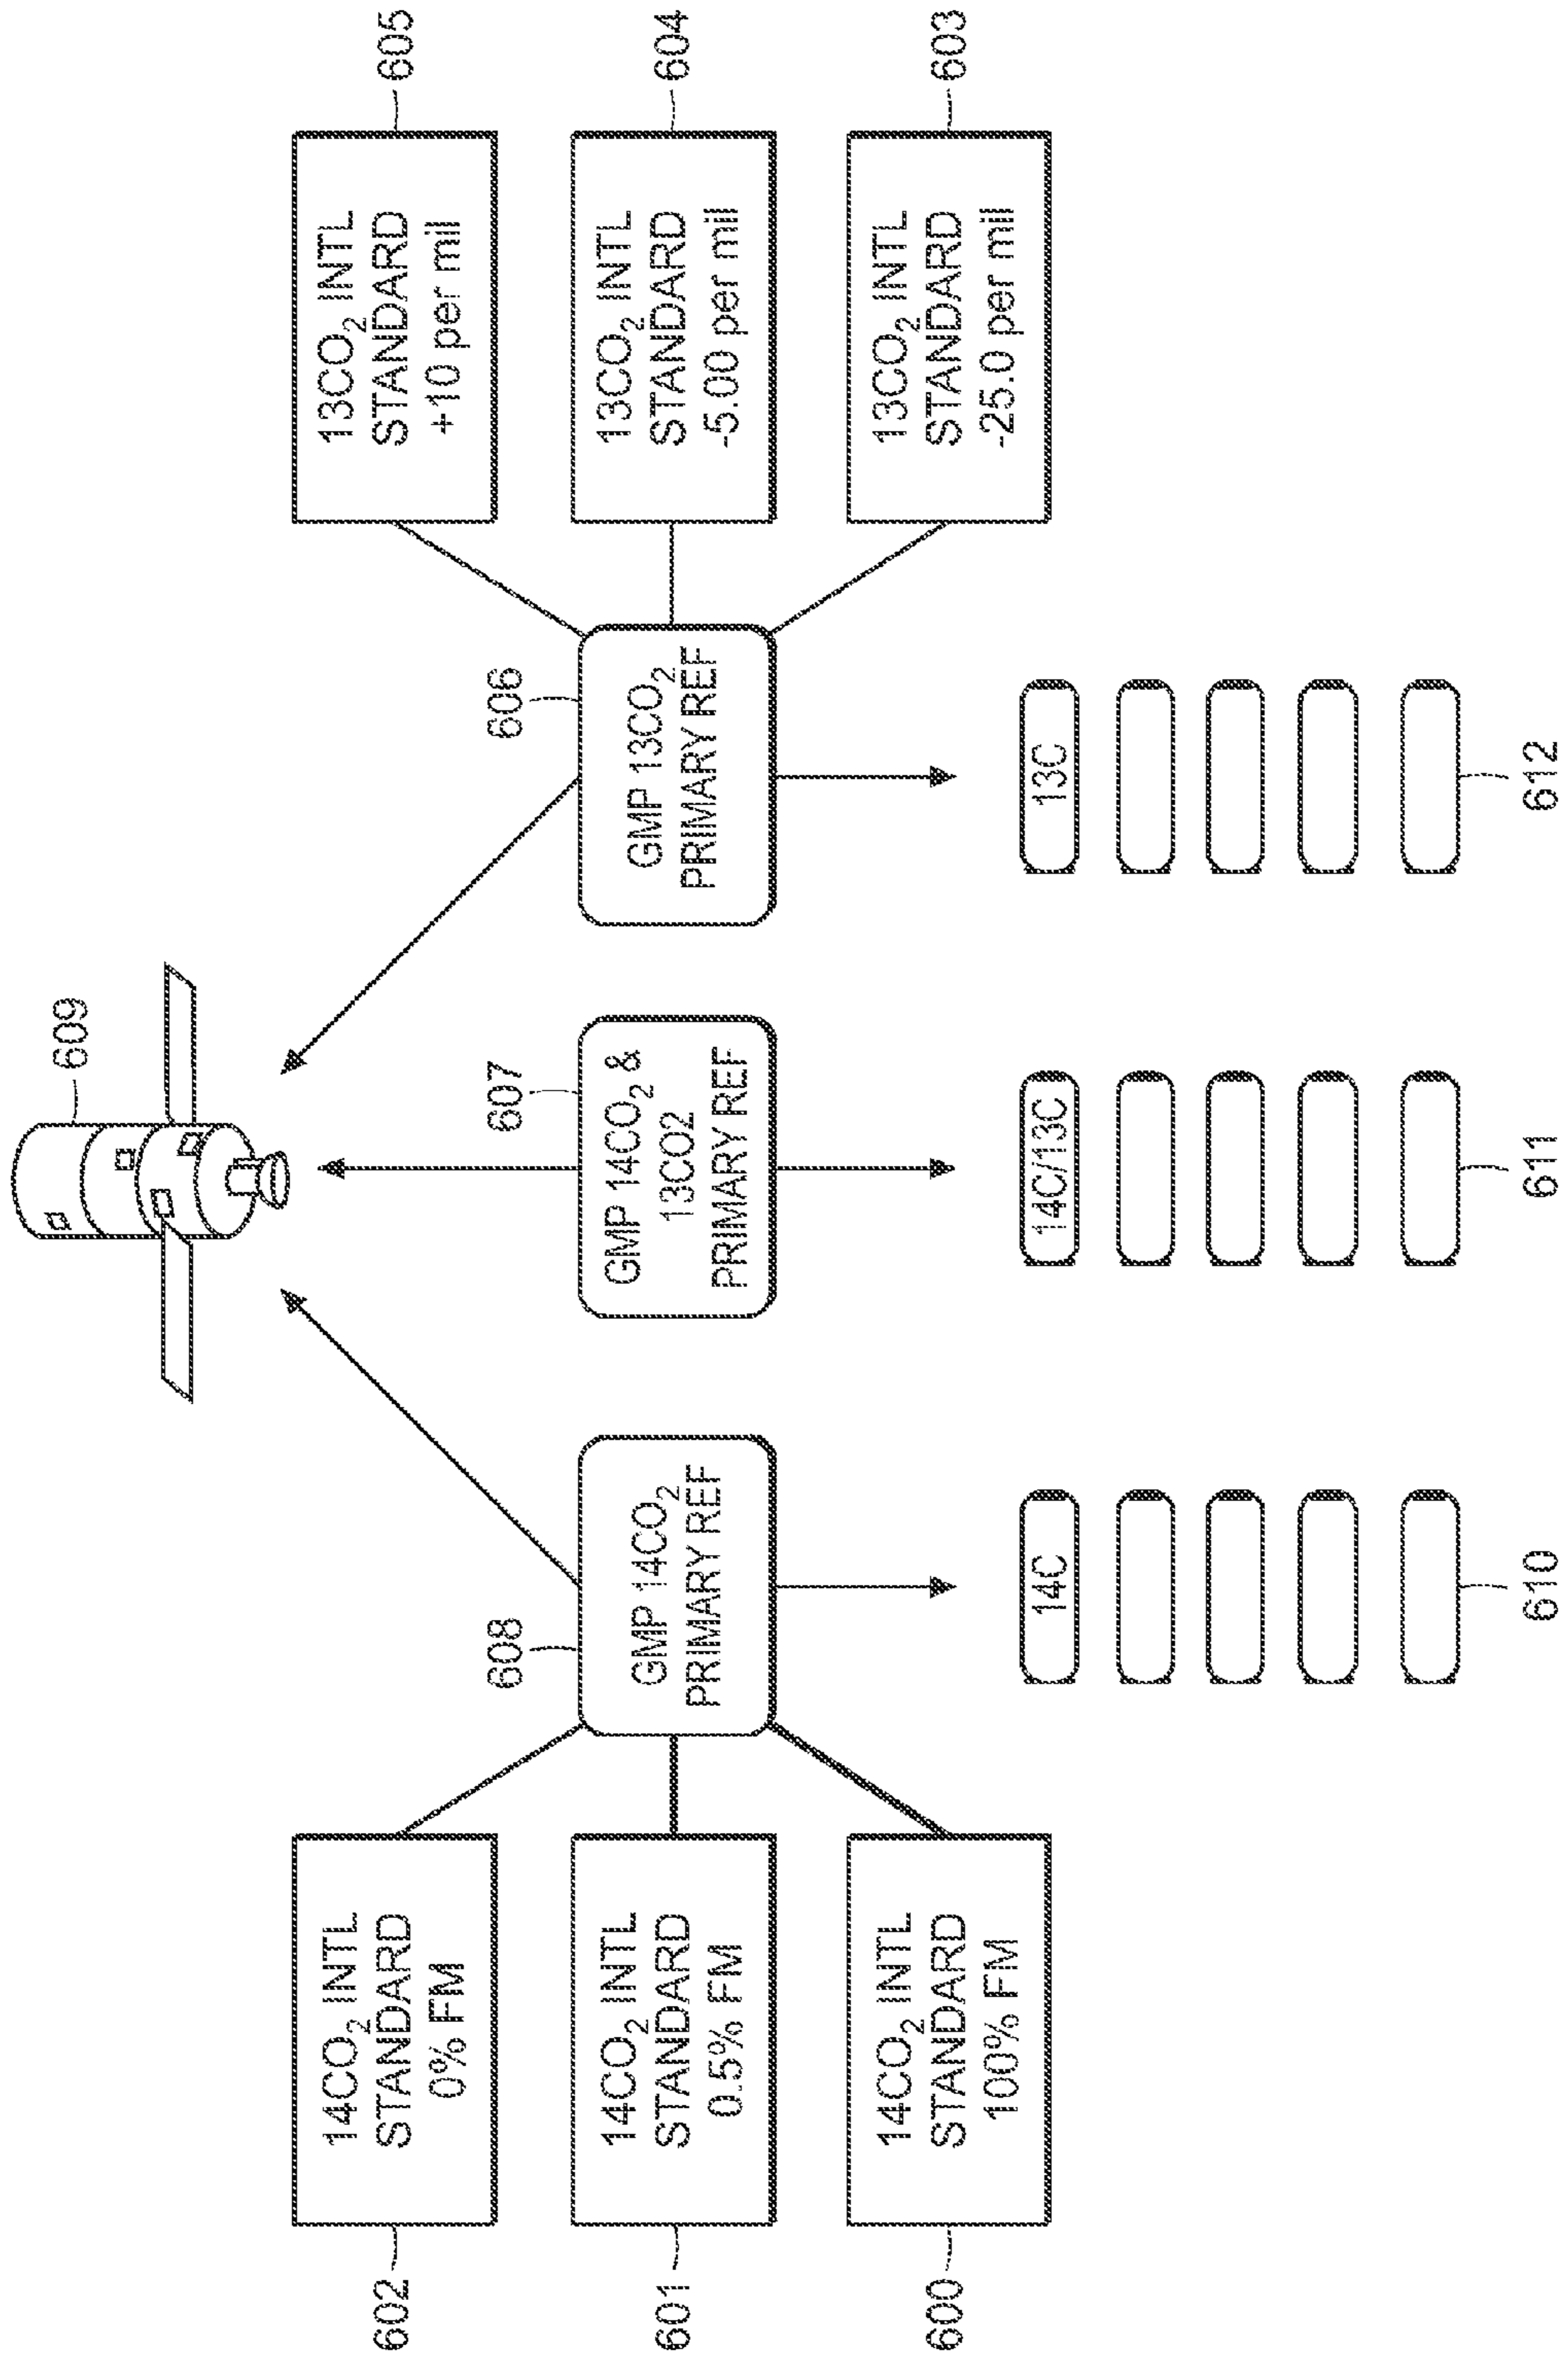 609
602
14CO2 INTL
STANDARD
0% FM
601
14CO2 INTL
STANDARD
0.5% FM
600
14CO2 INTL
STANDARD
100% FM
608
GMP 14CO2
PRIMARY REF
607
GMP 14CO2 &
13CO2
PRIMARY REF
606
GMP 13CO2
PRIMARY REF
13CO2 INTL
STANDARD
+10 per mil
605
13CO2 INTL
STANDARD
-5.00 per mil
604
13CO2 INTL
STANDARD
-25.0 per mil
603
14C
14C/13C
13C
610
611
612